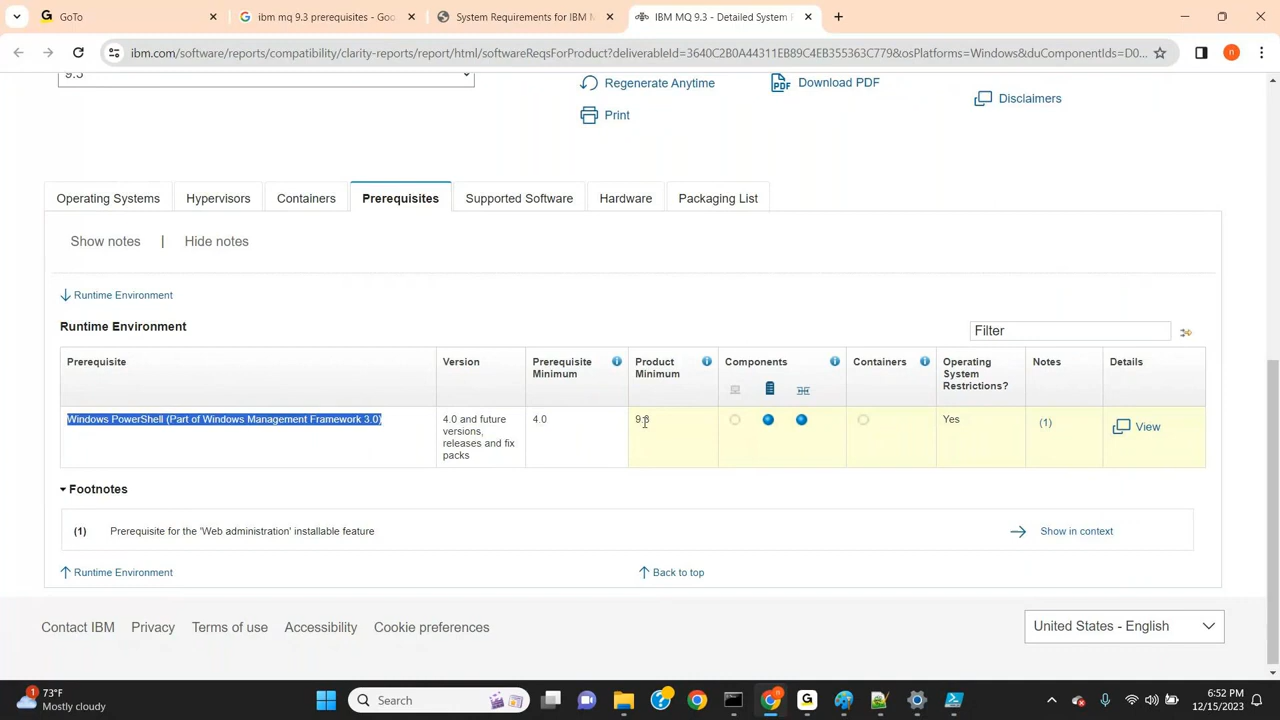 GoTo
ibm mq 9.3 prerequisites - Goo
System Requirements for IBM M
IBM MQ 9.3 - Detailed System R
ibm.com/software/reports/compatibility/clarity-reports/report/html/softwareReqsForProduct?deliverableId=3640C2B0A44311EB89C4EB355363C779&osPlatforms=Windows&duComponentIds=D0...
n
9.3
Regenerate Anytime
PDF
Download PDF
Disclaimers
Print
Operating Systems
Hypervisors
Containers
Prerequisites
Supported Software
Hardware
Packaging List
Show notes | Hide notes
Runtime Environment
Runtime Environment
Filter
Prerequisite
Version
Prerequisite Minimum
Product Minimum
Components
Containers
Operating System Restrictions?
Notes
Details
Windows PowerShell (Part of Windows Management Framework 3.0)
4.0 and future versions, releases and fix packs
4.0
9.3
Yes
(1)
View
Footnotes
(1) Prerequisite for the 'Web administration' installable feature
Show in context
Runtime Environment
Back to top
Contact IBM
Privacy
Terms of use
Accessibility
Cookie preferences
United States - English
1
73°F
Mostly cloudy
Search
6:52 PM
12/15/2023